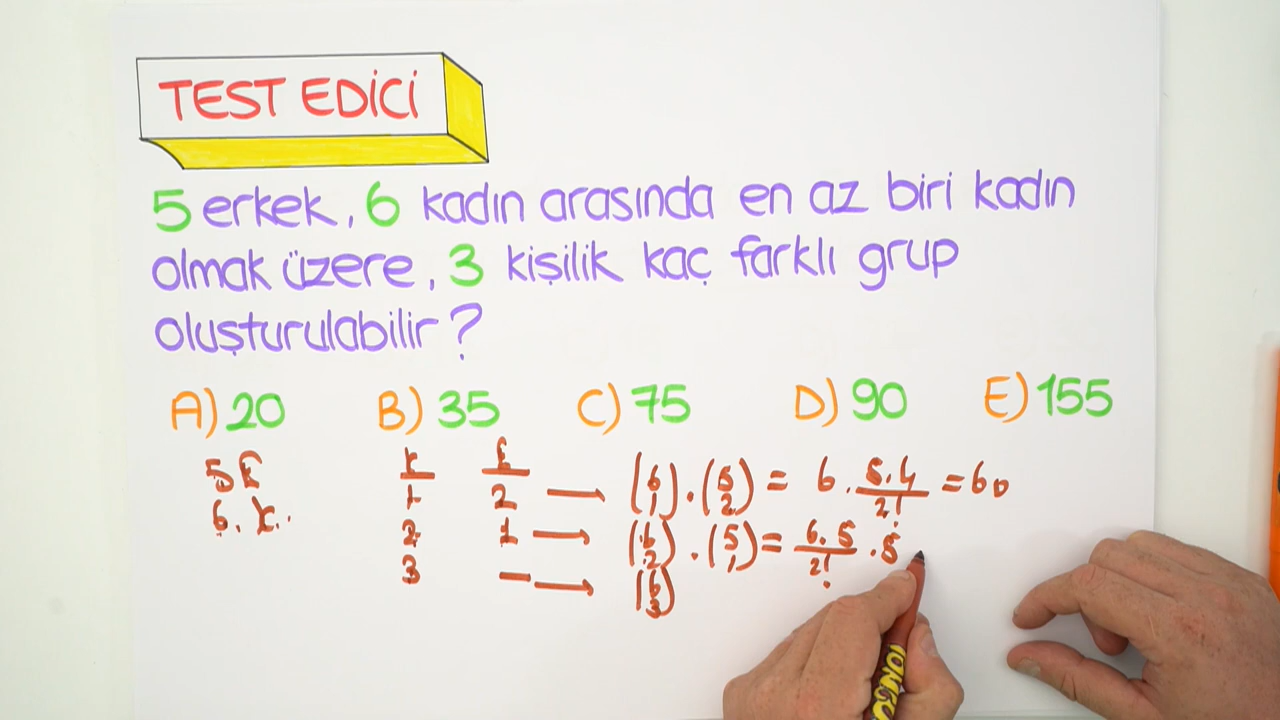 TEST EDİCİ
5 erkek, 6 kadın arasında en az biri kadın
olmak üzere, 3 kişilik kaç farklı grup
oluşturulabilir?
A) 20 B) 35 C) 75 D) 90 E) 155
5E
6.k.
k E
1 2 → (6 1).(5 2) = 6.5.4/2! = 60
2 1 → (6 2).(5 1) = 6.5/2! .5
3 — → (6 3)